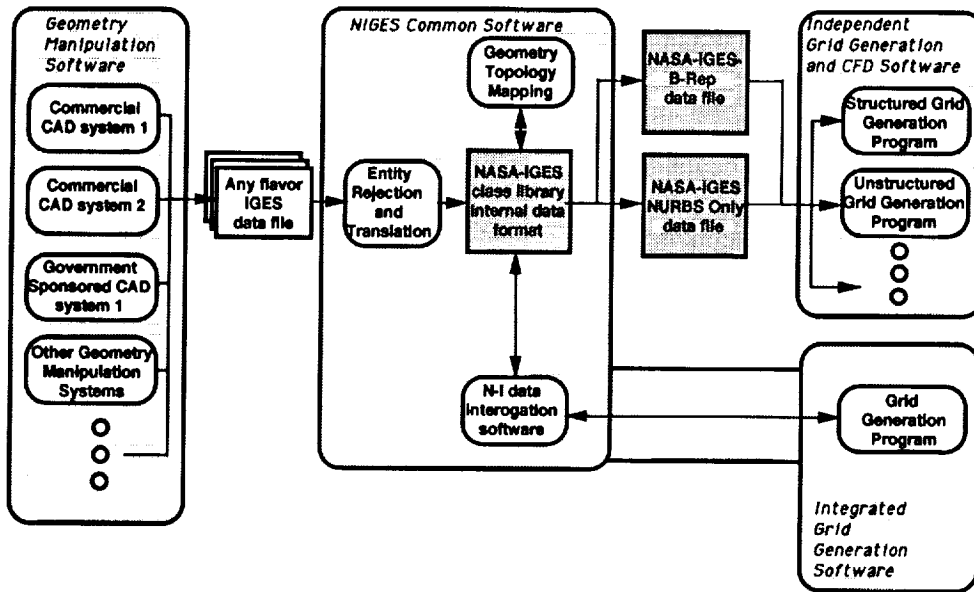 Geometry
Manipulation
Software
Commercial
CAD system 1
Commercial
CAD system 2
Government
Sponsored CAD
system 1
Other Geometry
Manipulation
Systems
Any flavor
IGES
data file
NIGES Common Software
Geometry
Topology
Mapping
Entity
Rejection
and
Translation
NASA-IGES
class library
internal data
format
N-I data
interogation
software
NASA-IGES-
B-Rep
data file
NASA-IGES
NURBS Only
data file
Independent
Grid Generation
and CFD Software
Structured Grid
Generation
Program
Unstructured
Grid Generation
Program
Grid
Generation
Program
Integrated
Grid
Generation
Software